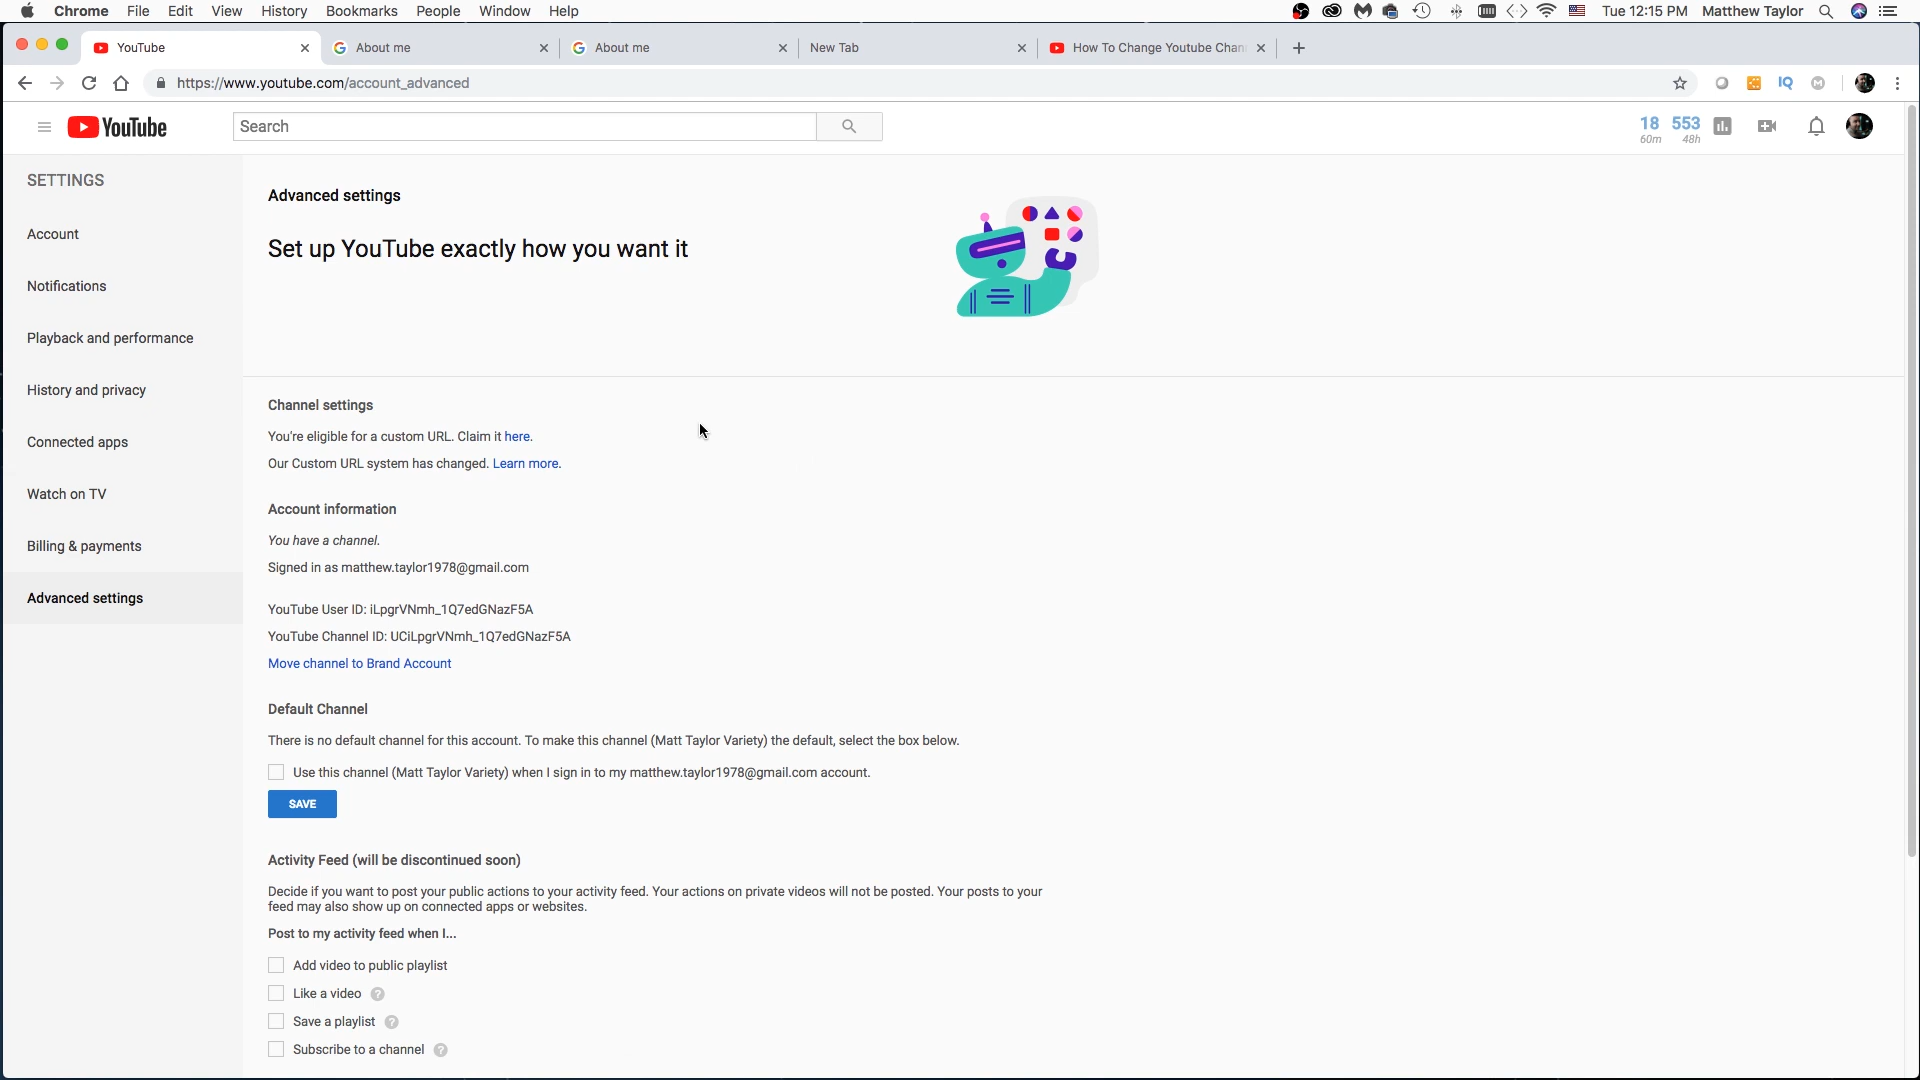 Chrome File Edit View History Bookmarks People Window Help Tue 12:15 PM Matthew Taylor
YouTube About me About me New Tab How To Change Youtube Chan
https://www.youtube.com/account_advanced IQ
YouTube Search 18 553
60m 48h
SETTINGS
Account
Notifications
Playback and performance
History and privacy
Connected apps
Watch on TV
Billing & payments
Advanced settings
Advanced settings
Set up YouTube exactly how you want it
Channel settings
You're eligible for a custom URL. Claim it here.
Our Custom URL system has changed. Learn more.
Account information
You have a channel.
Signed in as matthew.taylor1978@gmail.com
YouTube User ID: iLpgrVNmh_1Q7edGNazF5A
YouTube Channel ID: UCiLpgrVNmh_1Q7edGNazF5A
Move channel to Brand Account
Default Channel
There is no default channel for this account. To make this channel (Matt Taylor Variety) the default, select the box below.
Use this channel (Matt Taylor Variety) when I sign in to my matthew.taylor1978@gmail.com account.
SAVE
Activity Feed (will be discontinued soon)
Decide if you want to post your public actions to your activity feed. Your actions on private videos will not be posted. Your posts to your
feed may also show up on connected apps or websites.
Post to my activity feed when I...
Add video to public playlist
Like a video ?
Save a playlist ?
Subscribe to a channel ?